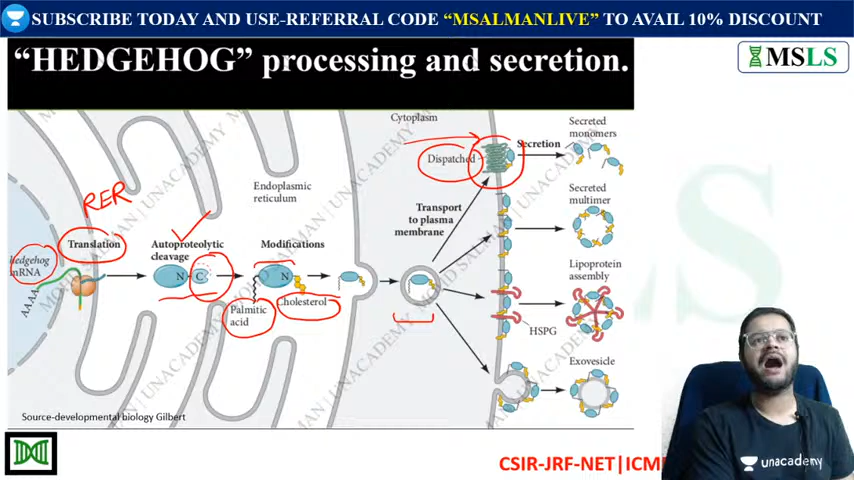 SUBSCRIBE TODAY AND USE-REFERRAL CODE “MSALMANLIVE” TO AVAIL 10% DISCOUNT
“HEDGEHOG” processing and secretion.
MSLS
Cytoplasm
Secreted
monomers
Dispatched
Secretion
RER
Endoplasmic
reticulum
Secreted
multimer
Transport
to plasma
membrane
Translation
Autoproteolytic
cleavage
Modifications
hedgehog
mRNA
N C
N
Lipoprotein
assembly
AAAA
Palmitic
acid
Cholesterol
HSPG
Exovesicle
Source-developmental biology Gilbert
unacademy
CSIR-JRF-NET|ICM
MOHD SALMAN | UNACADEMY